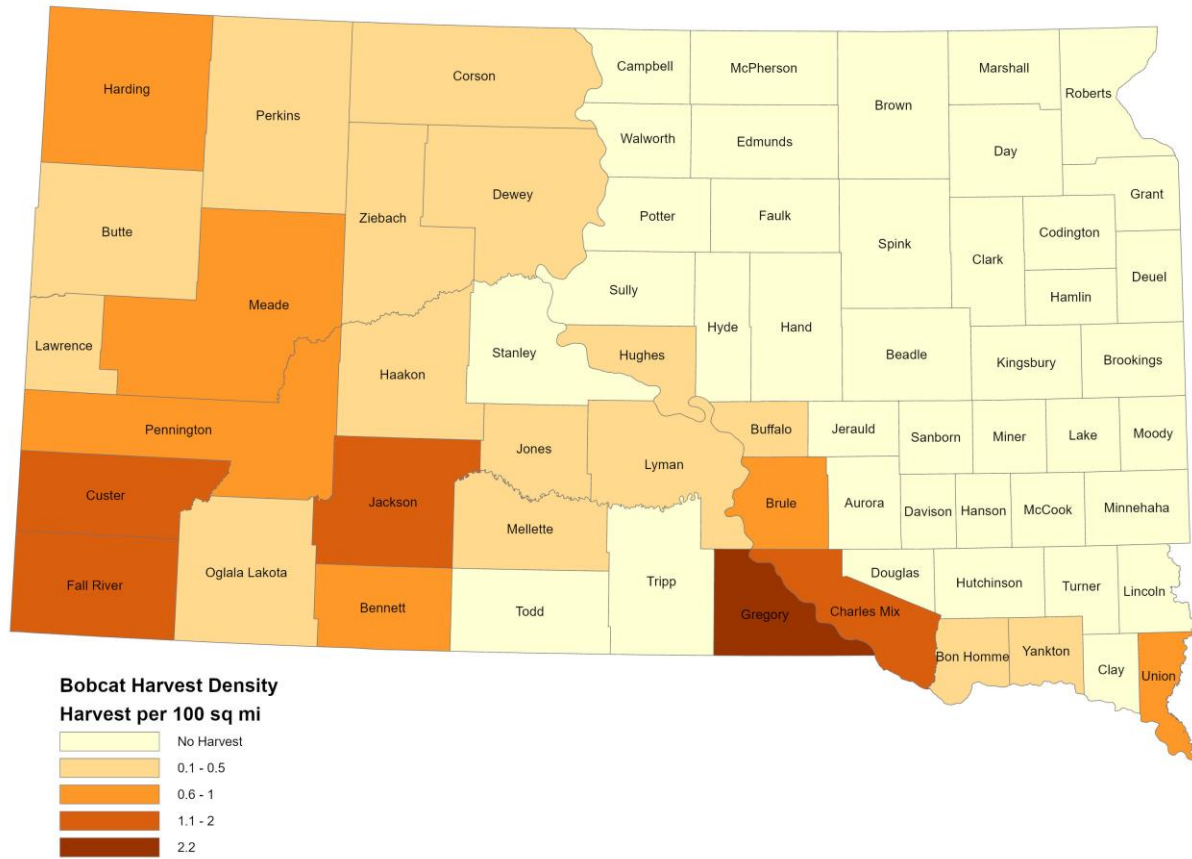 Harding
Perkins
Corson
Campbell
McPherson
Brown
Marshall
Roberts
Walworth
Edmunds
Day
Butte
Ziebach
Dewey
Potter
Faulk
Spink
Grant
Codington
Clark
Deuel
Hamlin
Meade
Sully
Hyde
Hand
Lawrence
Haakon
Stanley
Hughes
Beadle
Kingsbury
Brookings
Pennington
Jones
Lyman
Buffalo
Jerauld
Sanborn
Miner
Lake
Moody
Custer
Jackson
Mellette
Brule
Aurora
Davison
Hanson
McCook
Minnehaha
Fall River
Oglala Lakota
Bennett
Todd
Tripp
Gregory
Charles Mix
Douglas
Hutchinson
Turner
Lincoln
Bon Homme
Yankton
Clay
Union
Bobcat Harvest Density
Harvest per 100 sq mi
No Harvest
0.1 - 0.5
0.6 - 1
1.1 - 2
2.2